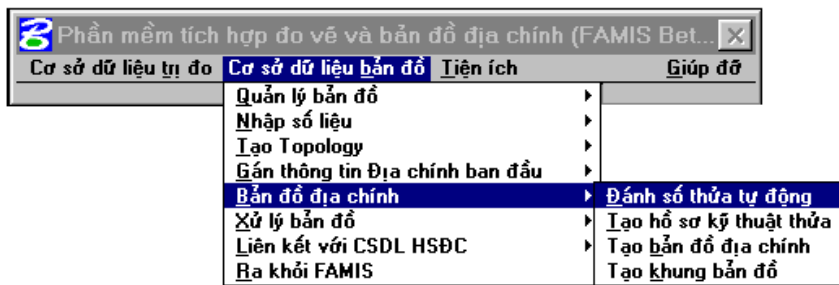 Phần mềm tích hợp đo vẽ và bản đồ địa chính (FAMIS Bet...
Cơ sở dữ liệu trị đo Cơ sở dữ liệu bản đồ Tiện ích Giúp đỡ
Quản lý bản đồ
Nhập số liệu
Tạo Topology
Gán thông tin Địa chính ban đầu
Bản đồ địa chính Đánh số thửa tự động
Xử lý bản đồ Tạo hồ sơ kỹ thuật thửa
Liên kết với CSDL HSĐC Tạo bản đồ địa chính
Ra khỏi FAMIS Tạo khung bản đồ